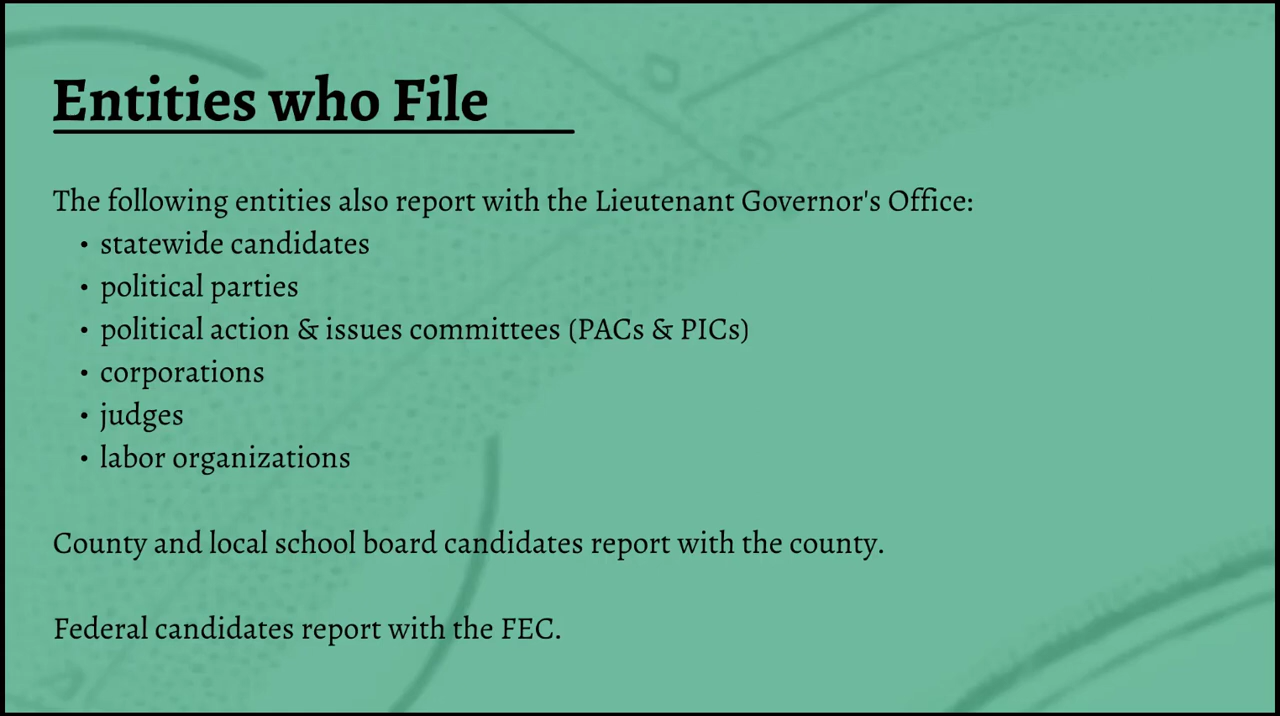 Entities who File
The following entities also report with the Lieutenant Governor's Office:
• statewide candidates
• political parties
• political action & issues committees (PACs & PICs)
• corporations
• judges
• labor organizations
County and local school board candidates report with the county.
Federal candidates report with the FEC.